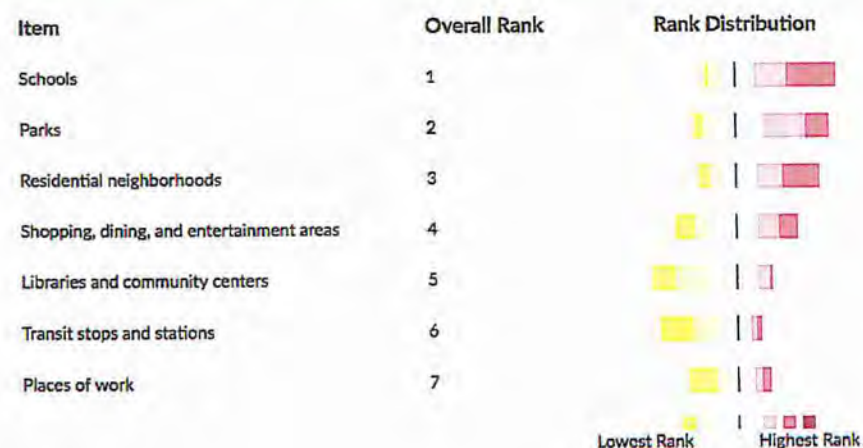 Item Overall Rank Rank Distribution
Schools 1
Parks 2
Residential neighborhoods 3
Shopping, dining, and entertainment areas 4
Libraries and community centers 5
Transit stops and stations 6
Places of work 7
Lowest Rank Highest Rank